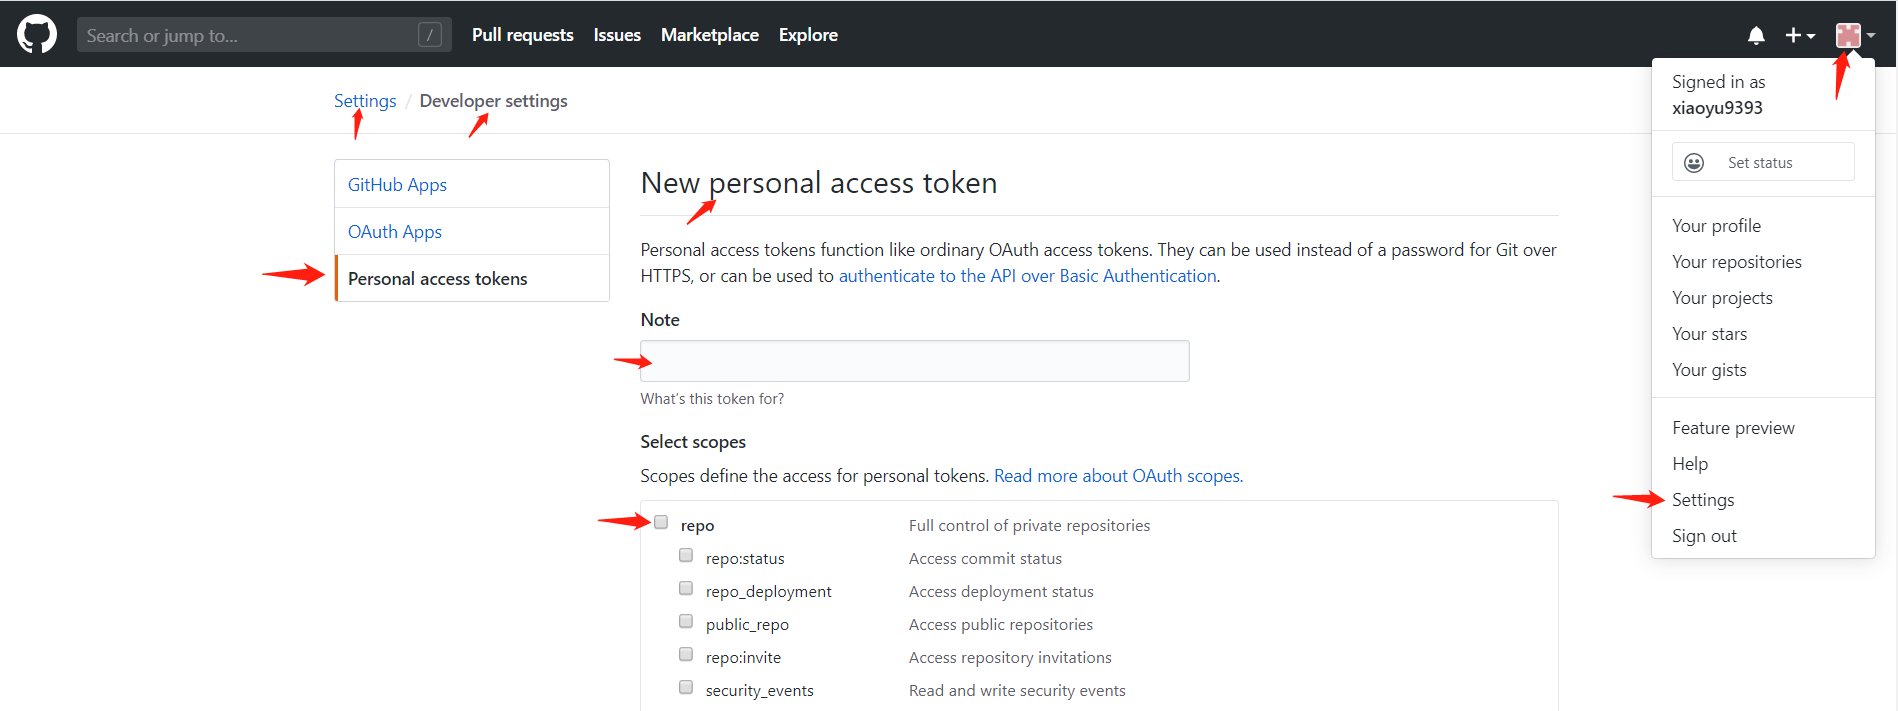 Search or jump to... /
Pull requests Issues Marketplace Explore
Settings / Developer settings
GitHub Apps
OAuth Apps
Personal access tokens
New personal access token
Personal access tokens function like ordinary OAuth access tokens. They can be used instead of a password for Git over
HTTPS, or can be used to authenticate to the API over Basic Authentication.
Note
What's this token for?
Select scopes
Scopes define the access for personal tokens. Read more about OAuth scopes.
repo Full control of private repositories
repo:status Access commit status
repo_deployment Access deployment status
public_repo Access public repositories
repo:invite Access repository invitations
security_events Read and write security events
Signed in as
xiaoyu9393
Set status
Your profile
Your repositories
Your projects
Your stars
Your gists
Feature preview
Help
Settings
Sign out